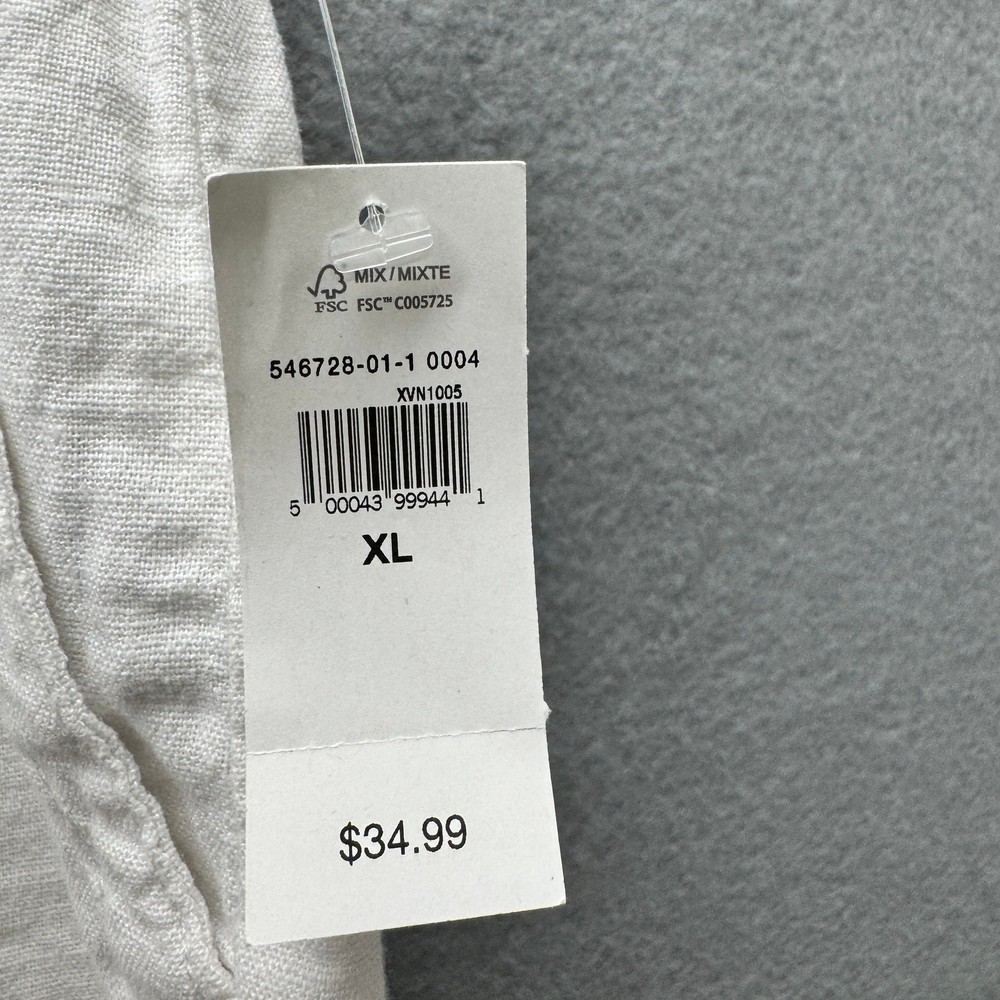 MIX / MIXTE
FSC FSC™ C005725
546728-01-1 0004
XVN1005
5 00043 99944 1
XL
$34.99